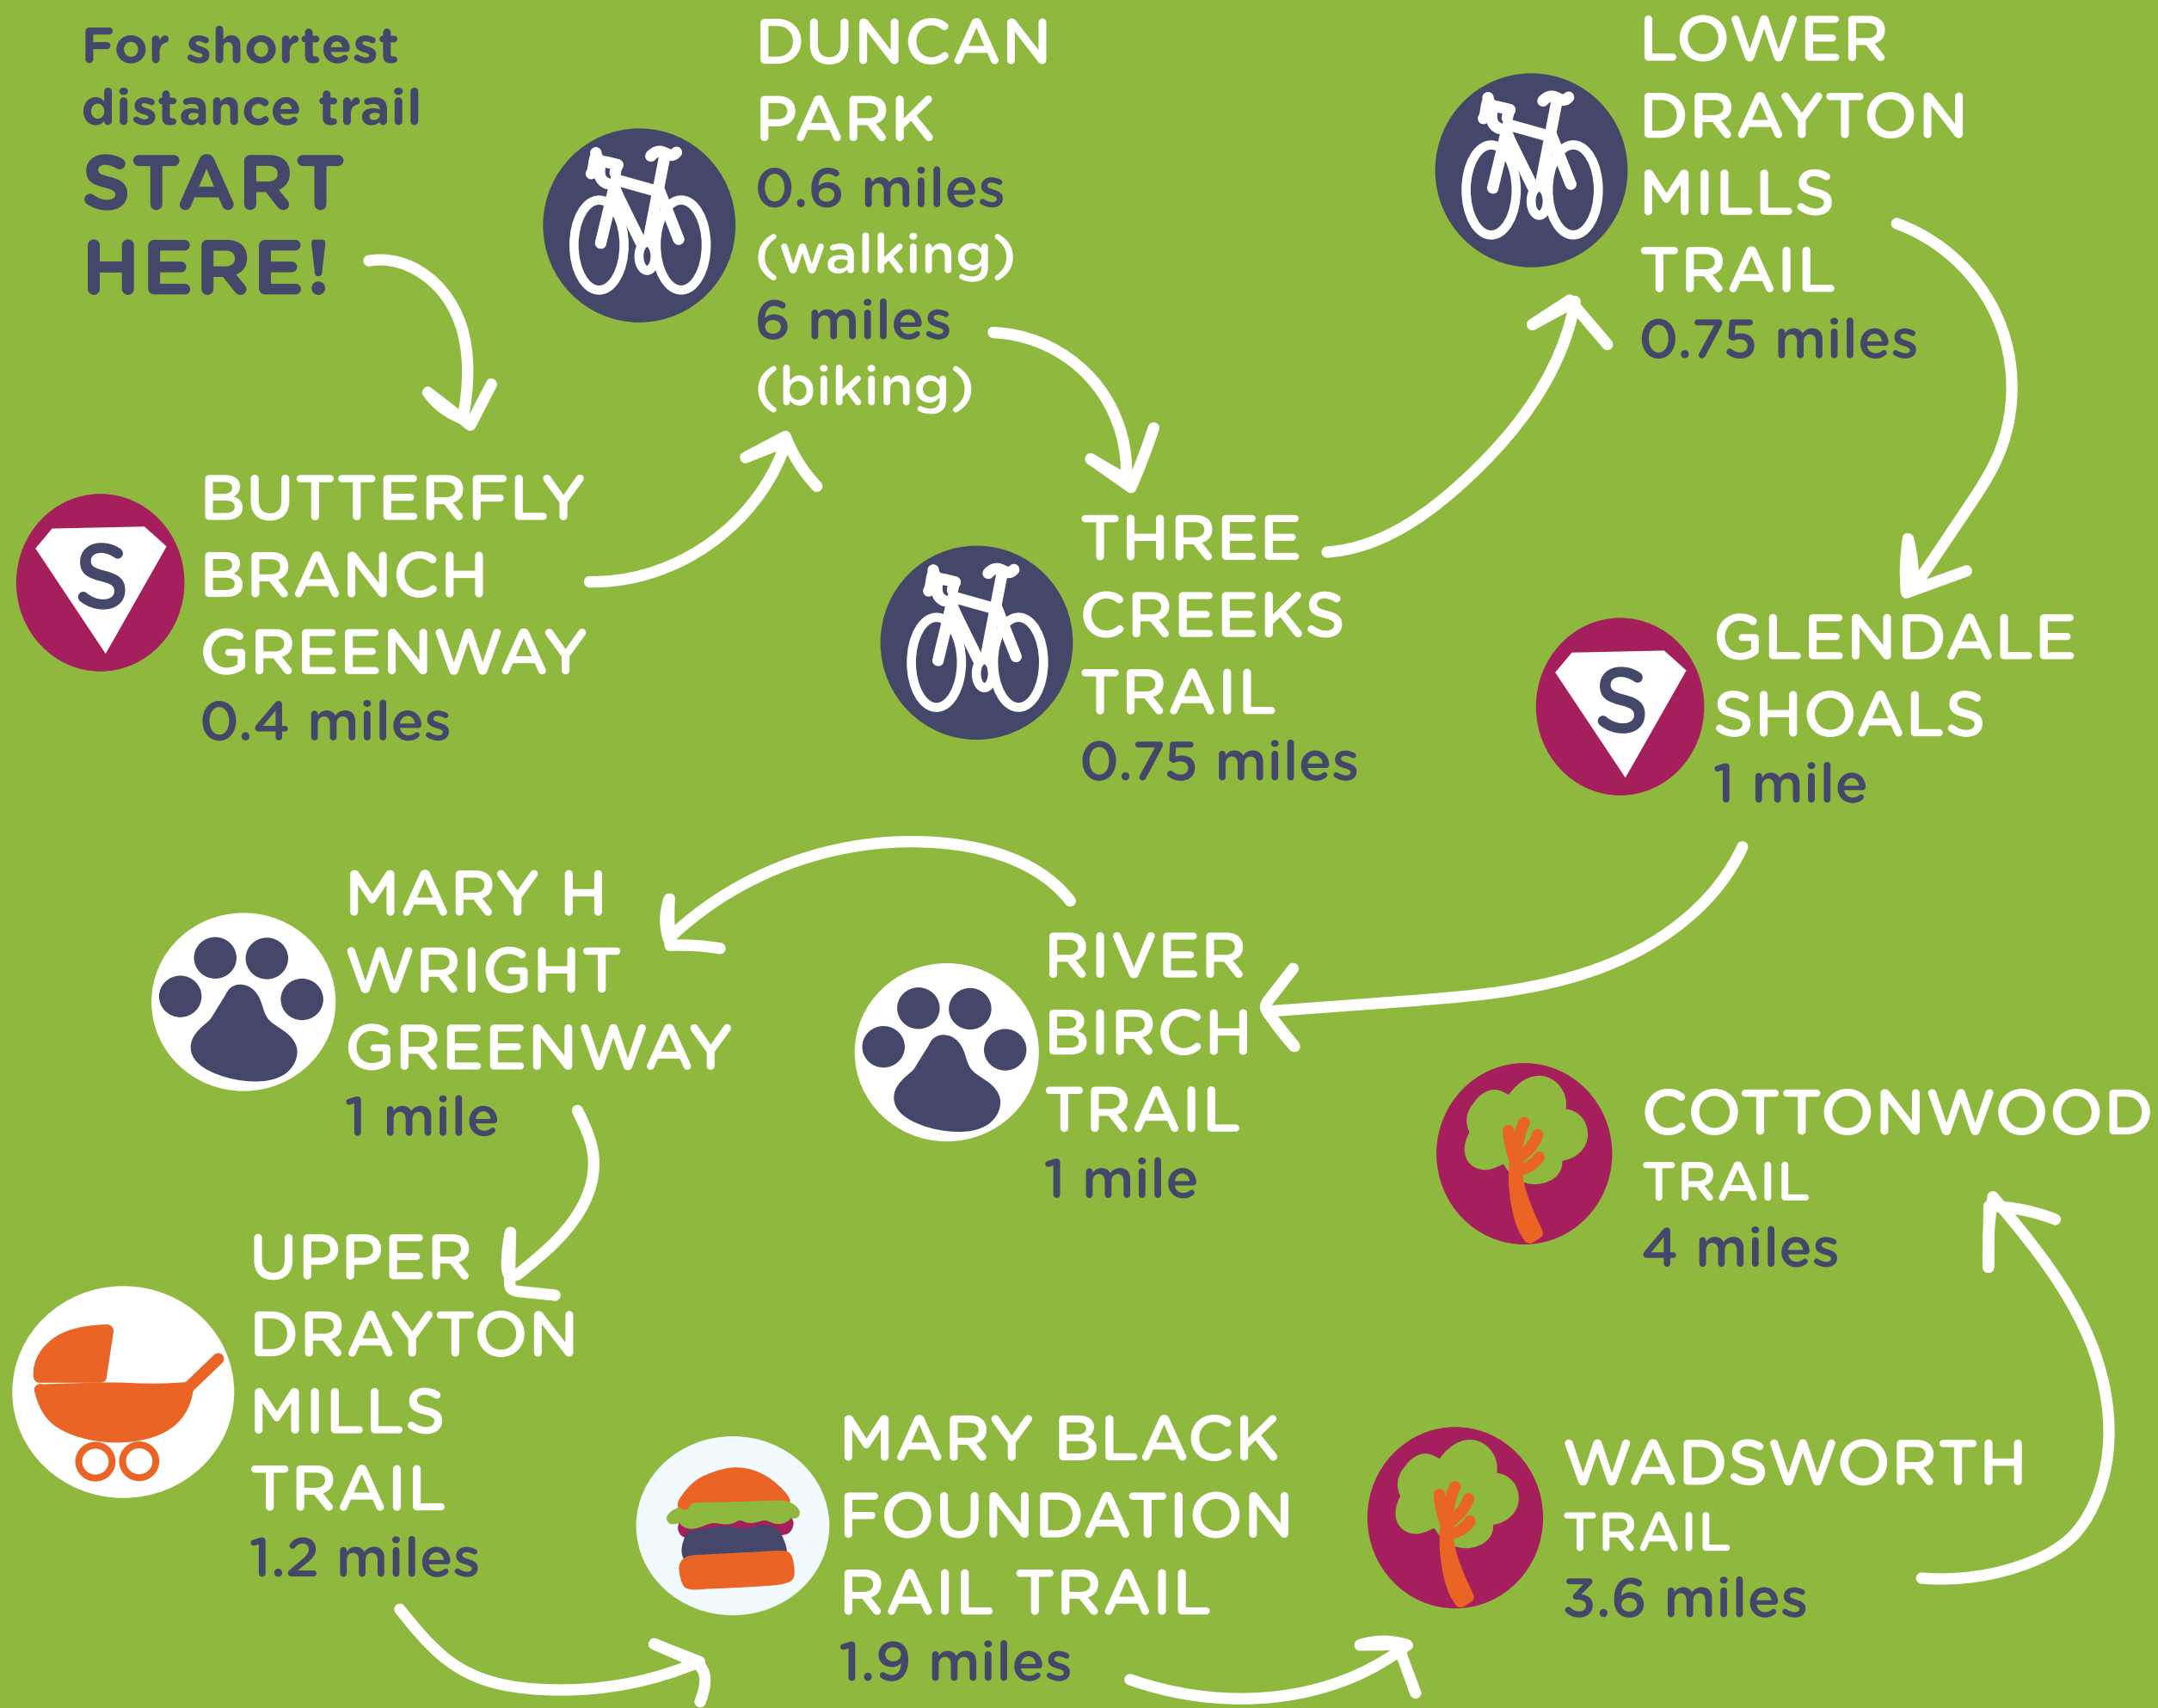 For shortest
distance trail
START
HERE!
BUTTERFLY
BRANCH
GREENWAY
0.4 miles
S
DUNCAN
PARK
0.6 miles
(walking)
6 miles
(biking)
THREE
CREEKS
TRAIL
0.75 miles
LOWER
DRAYTON
MILLS
TRAIL
0.75 miles
GLENDALE
SHOALS
1 mile
S
RIVER
BIRCH
TRAIL
1 mile
MARY H
WRIGHT
GREENWAY
1 mile
UPPER
DRAYTON
MILLS
TRAIL
1.2 miles
MARY BLACK
FOUNDATION
RAIL TRAIL
1.9 miles
WADSWORTH
TRAIL
3.6 miles
COTTONWOOD
TRAIL
4 miles